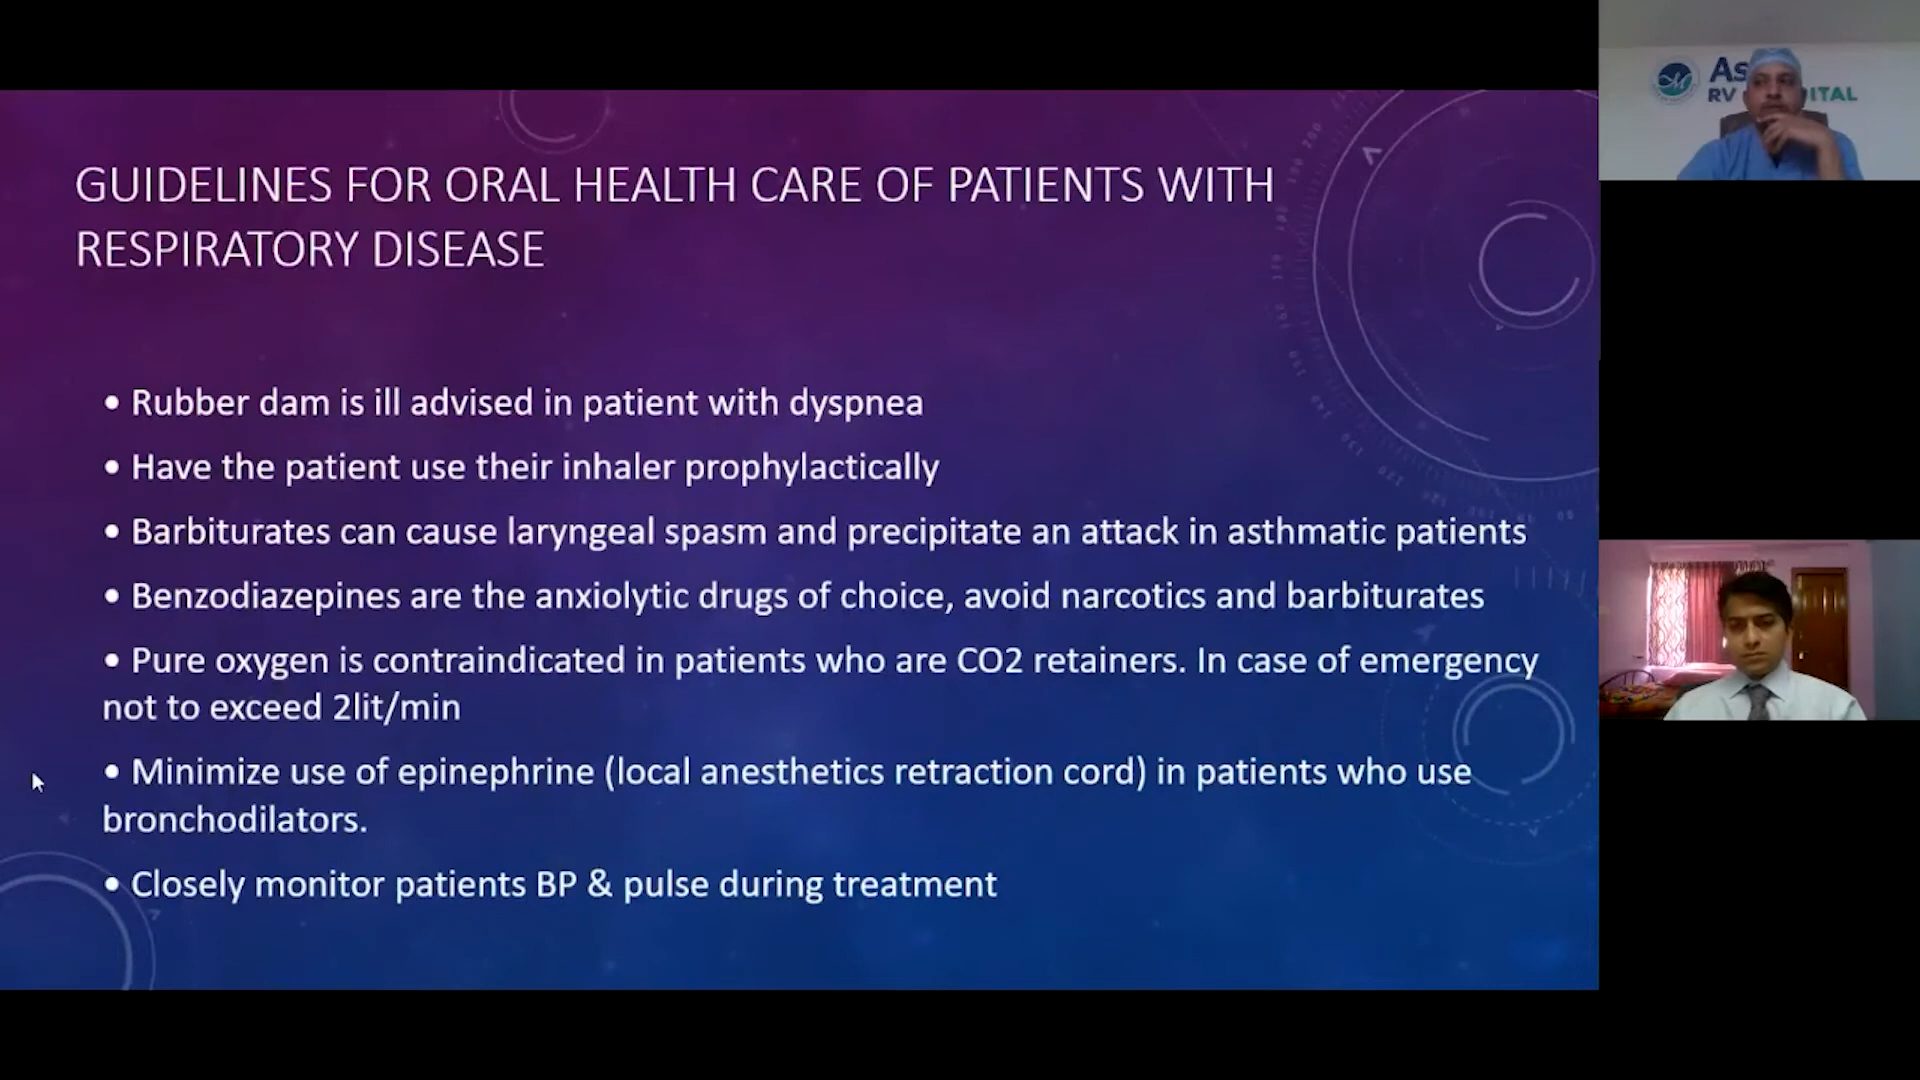 GUIDELINES FOR ORAL HEALTH CARE OF PATIENTS WITH
RESPIRATORY DISEASE
• Rubber dam is ill advised in patient with dyspnea
• Have the patient use their inhaler prophylactically
• Barbiturates can cause laryngeal spasm and precipitate an attack in asthmatic patients
• Benzodiazepines are the anxiolytic drugs of choice, avoid narcotics and barbiturates
• Pure oxygen is contraindicated in patients who are CO2 retainers. In case of emergency
not to exceed 2lit/min
• Minimize use of epinephrine (local anesthetics retraction cord) in patients who use
bronchodilators.
• Closely monitor patients BP & pulse during treatment
RV